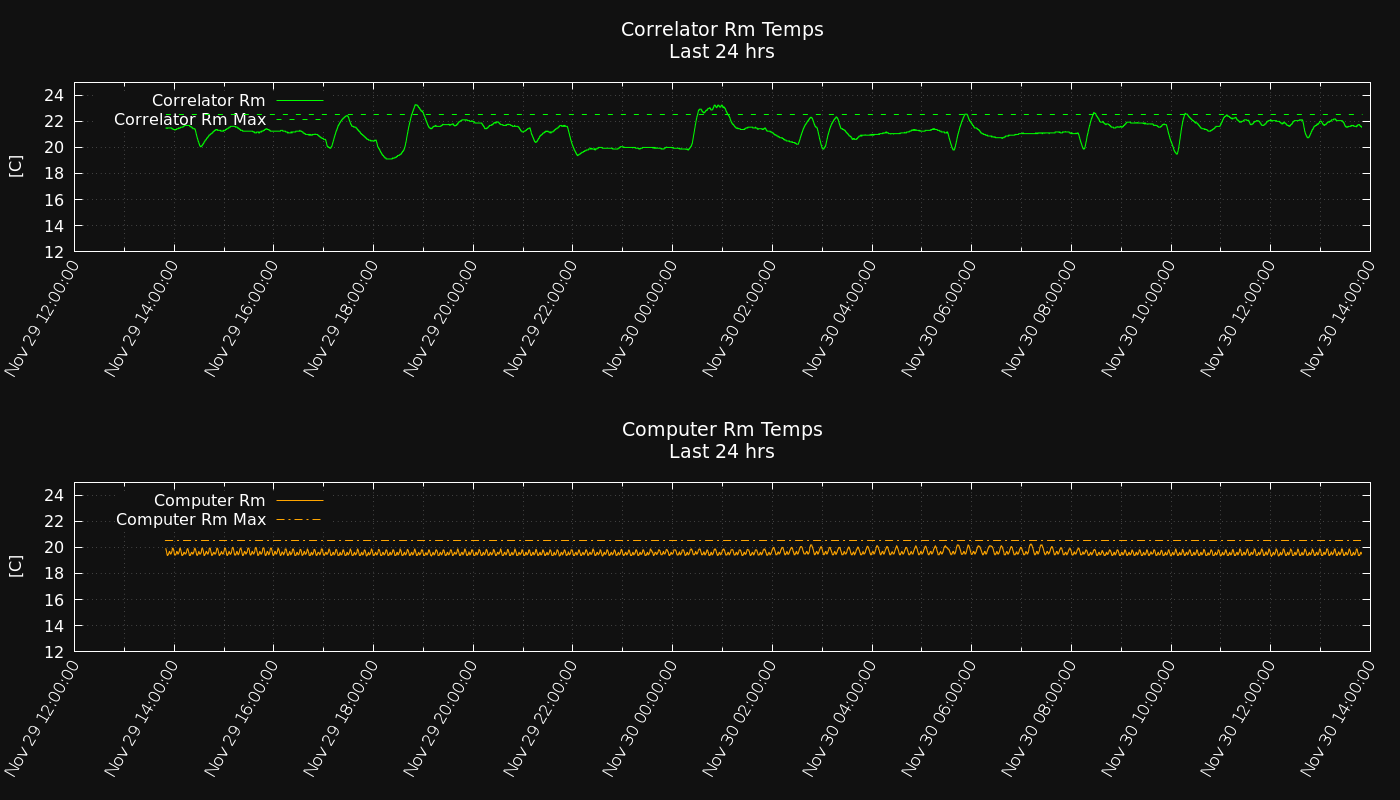 Correlator Rm Temps
Last 24 hrs
Correlator Rm
Correlator Rm Max
[C]
24
22
20
18
16
14
12
Nov 29 12:00:00
Nov 29 14:00:00
Nov 29 16:00:00
Nov 29 18:00:00
Nov 29 20:00:00
Nov 29 22:00:00
Nov 30 00:00:00
Nov 30 02:00:00
Nov 30 04:00:00
Nov 30 06:00:00
Nov 30 08:00:00
Nov 30 10:00:00
Nov 30 12:00:00
Nov 30 14:00:00
Computer Rm Temps
Last 24 hrs
Computer Rm
Computer Rm Max
[C]
24
22
20
18
16
14
12
Nov 29 12:00:00
Nov 29 14:00:00
Nov 29 16:00:00
Nov 29 18:00:00
Nov 29 20:00:00
Nov 29 22:00:00
Nov 30 00:00:00
Nov 30 02:00:00
Nov 30 04:00:00
Nov 30 06:00:00
Nov 30 08:00:00
Nov 30 10:00:00
Nov 30 12:00:00
Nov 30 14:00:00